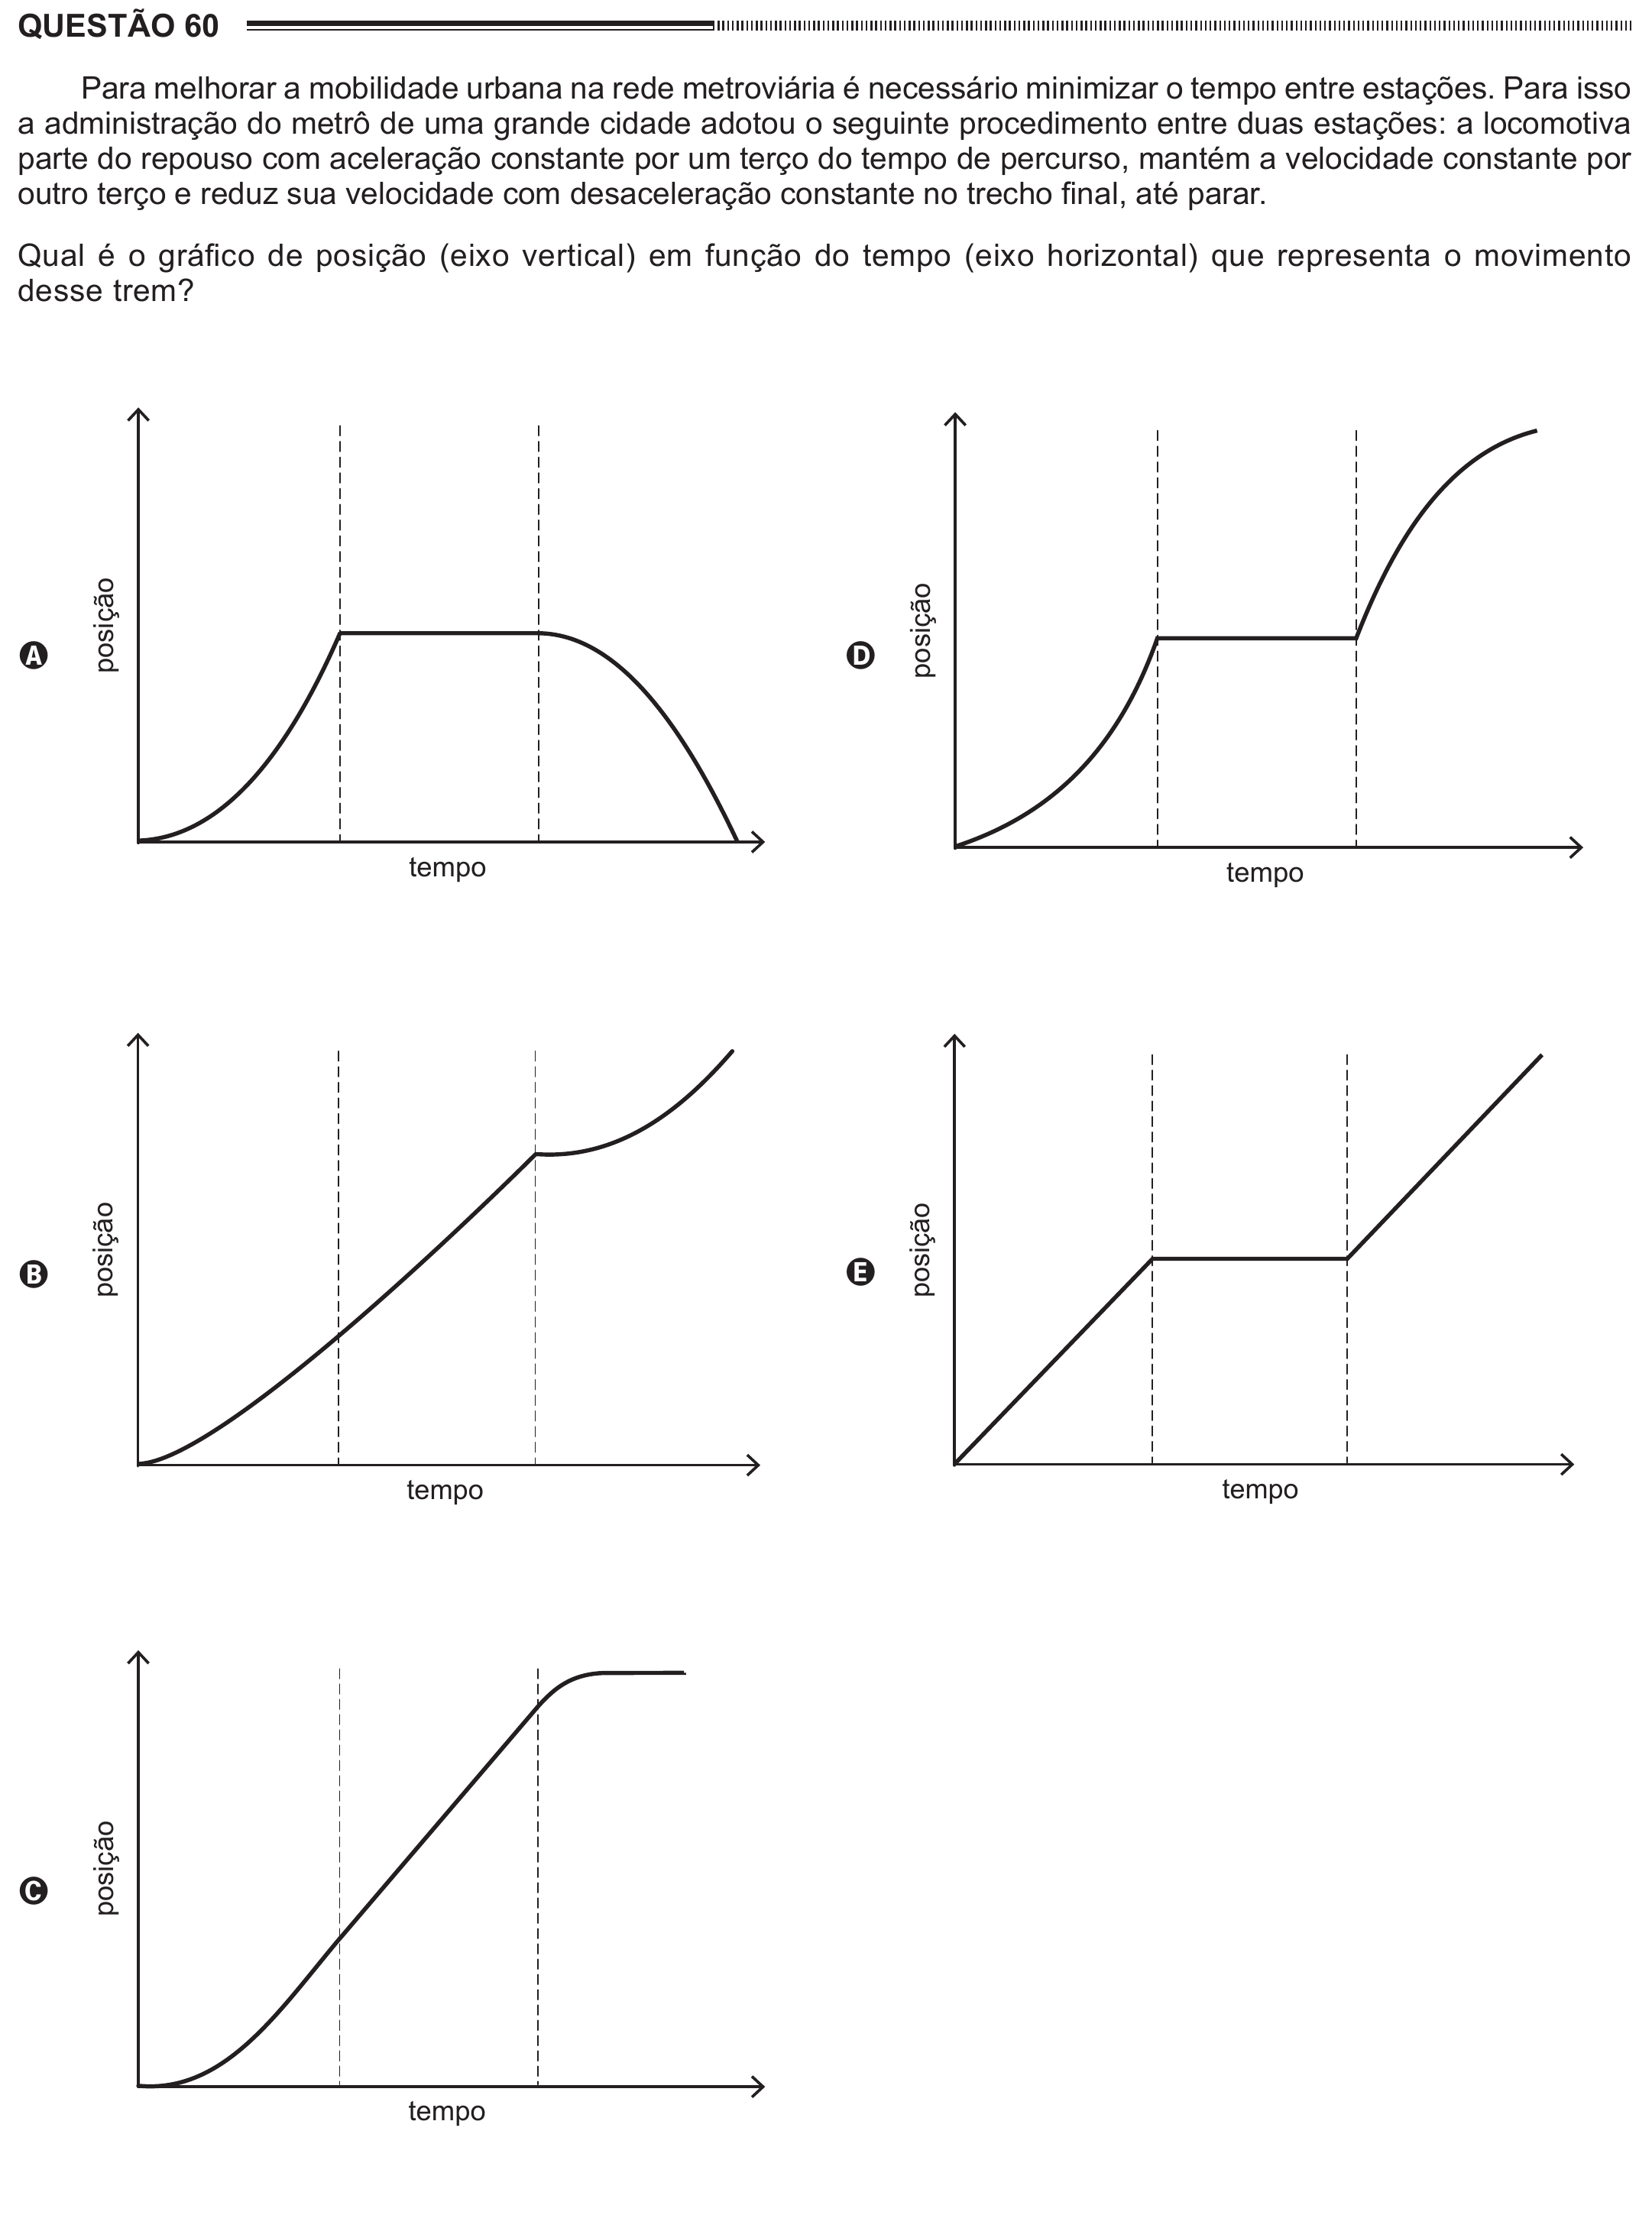 QUESTÃO 60
Para melhorar a mobilidade urbana na rede metroviária é necessário minimizar o tempo entre estações. Para isso
a administração do metrô de uma grande cidade adotou o seguinte procedimento entre duas estações: a locomotiva
parte do repouso com aceleração constante por um terço do tempo de percurso, mantém a velocidade constante por
outro terço e reduz sua velocidade com desaceleração constante no trecho final, até parar.
Qual é o gráfico de posição (eixo vertical) em função do tempo (eixo horizontal) que representa o movimento
desse trem?
A
posição
tempo
D
posição
tempo
B
posição
tempo
E
posição
tempo
C
posição
tempo